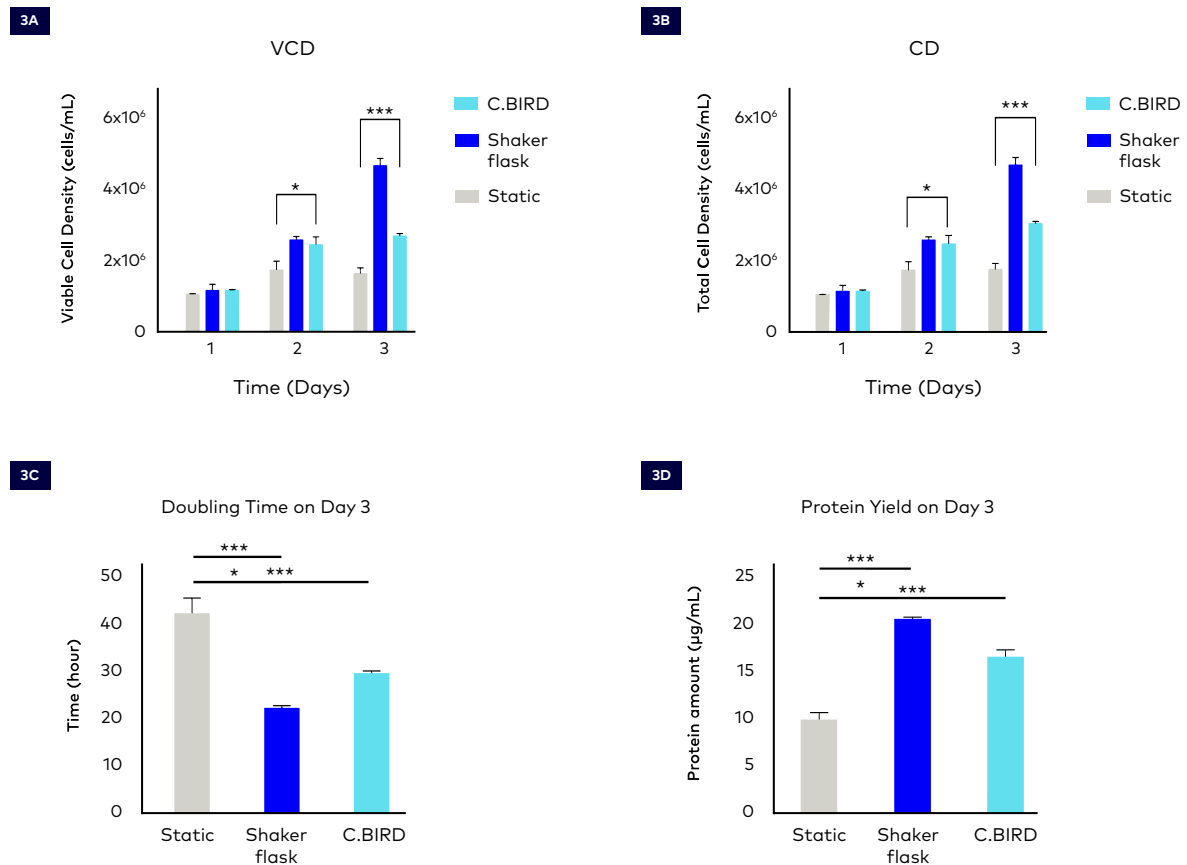 3A
VCD
Viable Cell Density (cells/mL)
6x10⁶
4x10⁶
2x10⁶
0
*
***
1
2
3
Time (Days)
C.BIRD
Shaker
flask
Static
3B
CD
Total Cell Density (cells/mL)
6x10⁶
4x10⁶
2x10⁶
0
*
***
1
2
3
Time (Days)
C.BIRD
Shaker
flask
Static
3C
Doubling Time on Day 3
Time (hour)
50
40
30
20
10
0
***
* ***
Static
Shaker
flask
C.BIRD
3D
Protein Yield on Day 3
Protein amount (µg/mL)
25
20
15
10
5
0
***
* ***
Static
Shaker
flask
C.BIRD